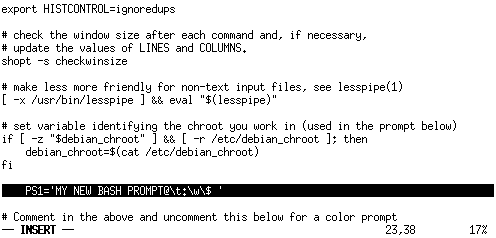 export HISTCONTROL=ignoredups
# check the window size after each command and, if necessary,
# update the values of LINES and COLUMNS.
shopt -s checkwinsize
# make less more friendly for non-text input files, see lesspipe(1)
[ -x /usr/bin/lesspipe ] && eval "$(lesspipe)"
# set variable identifying the chroot you work in (used in the prompt below)
if [ -z "$debian_chroot" ] && [ -r /etc/debian_chroot ]; then
    debian_chroot=$(cat /etc/debian_chroot)
fi
    PS1='MY NEW BASH PROMPT@\t:\w\$ '
# Comment in the above and uncomment this below for a color prompt
-- INSERT -- 23,38 17%